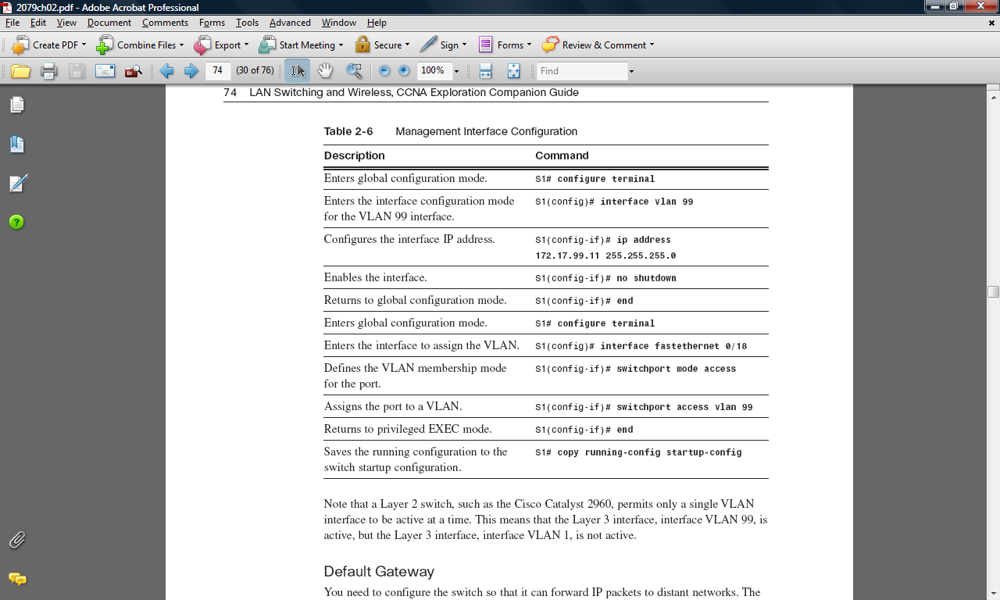 2079ch02.pdf - Adobe Acrobat Professional
File Edit View Document Comments Forms Tools Advanced Window Help
Create PDF Combine Files Export Start Meeting Secure Sign Forms Review & Comment
Br 74 (30 of 76) 100% Find
74 LAN Switching and Wireless, CCNA Exploration Companion Guide
Table 2-6 Management Interface Configuration
Description Command
Enters global configuration mode. S1# configure terminal
Enters the interface configuration mode S1(config)# interface vlan 99
for the VLAN 99 interface.
Configures the interface IP address. S1(config-if)# ip address
172.17.99.11 255.255.255.0
Enables the interface. S1(config-if)# no shutdown
Returns to global configuration mode. S1(config-if)# end
Enters global configuration mode. S1# configure terminal
Enters the interface to assign the VLAN. S1(config)# interface fastethernet 0/18
Defines the VLAN membership mode S1(config-if)# switchport mode access
for the port.
Assigns the port to a VLAN. S1(config-if)# switchport access vlan 99
Returns to privileged EXEC mode. S1(config-if)# end
Saves the running configuration to the S1# copy running-config startup-config
switch startup configuration.
Note that a Layer 2 switch, such as the Cisco Catalyst 2960, permits only a single VLAN
interface to be active at a time. This means that the Layer 3 interface, interface VLAN 99, is
active, but the Layer 3 interface, interface VLAN 1, is not active.
Default Gateway
You need to configure the switch so that it can forward IP packets to distant networks. The